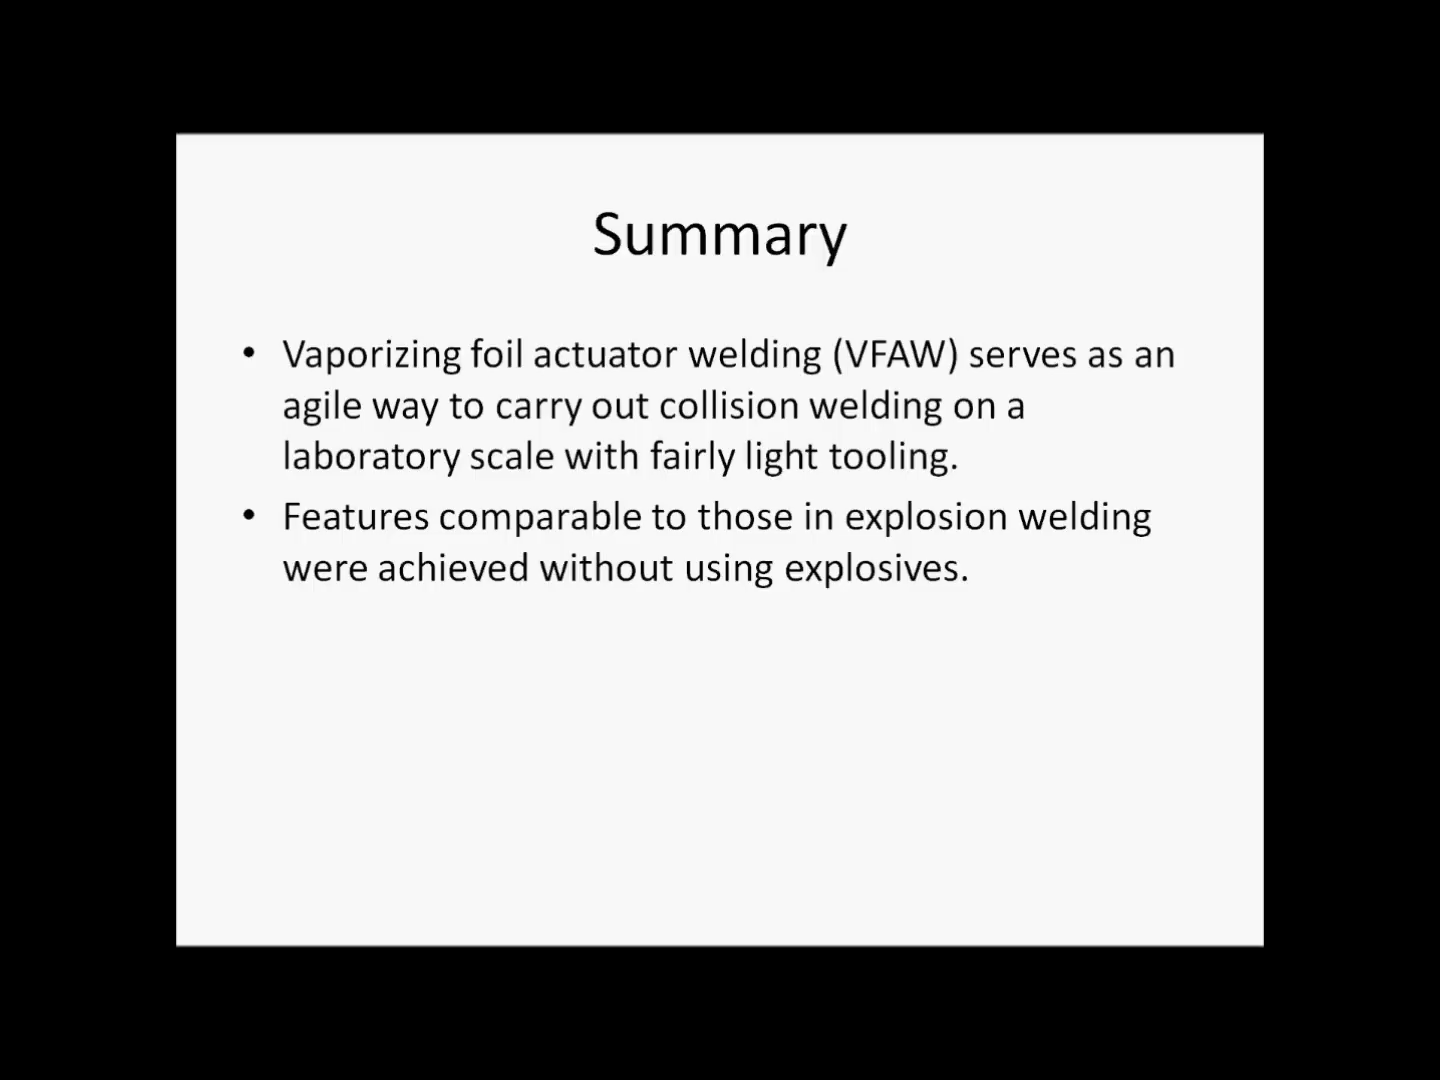 Summary
• Vaporizing foil actuator welding (VFAW) serves as an
agile way to carry out collision welding on a
laboratory scale with fairly light tooling.
• Features comparable to those in explosion welding
were achieved without using explosives.